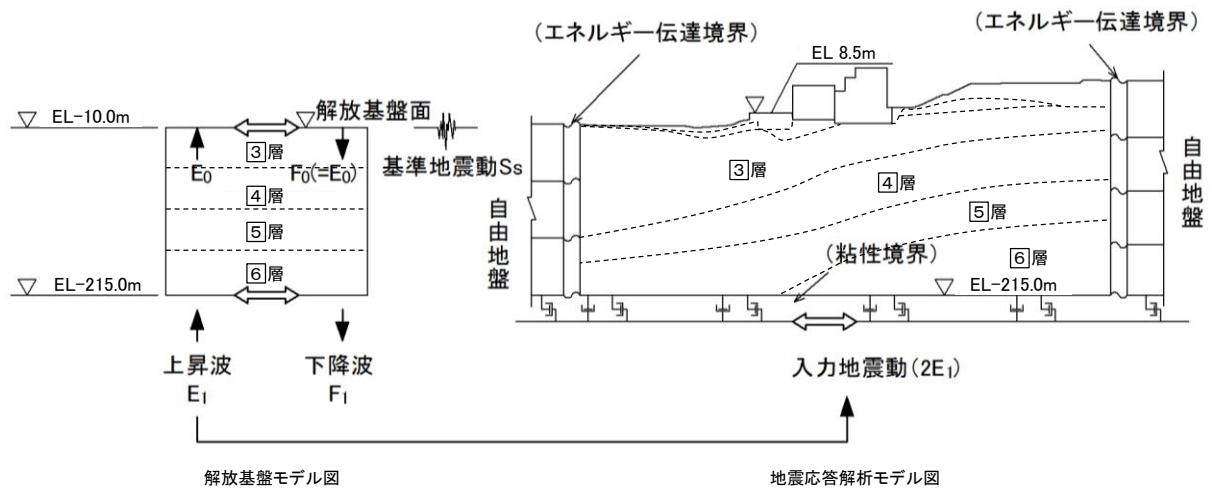 EL-10.0m
解放基盤面
E₀
F₀(=E₀)
基準地震動Ss
③層
④層
⑤層
⑥層
EL-215.0m
上昇波
E₁
下降波
F₁
解放基盤モデル図
(エネルギー伝達境界)
EL 8.5m
(エネルギー伝達境界)
自由地盤
③層
④層
⑤層
⑥層
(粘性境界)
EL-215.0m
自由地盤
入力地震動(2E₁)
地震応答解析モデル図